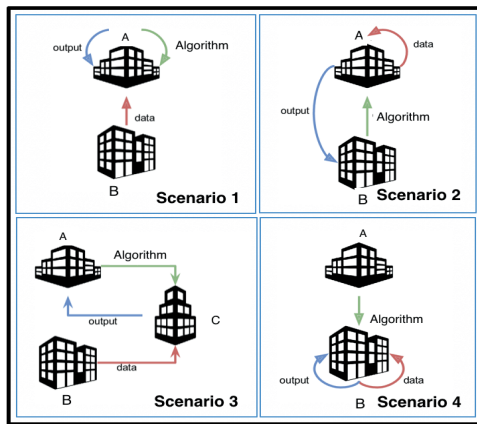 A
output
Algorithm
data
B
Scenario 1
A
data
output
Algorithm
B
Scenario 2
A
Algorithm
output
C
data
B
Scenario 3
A
Algorithm
output
data
B
Scenario 4